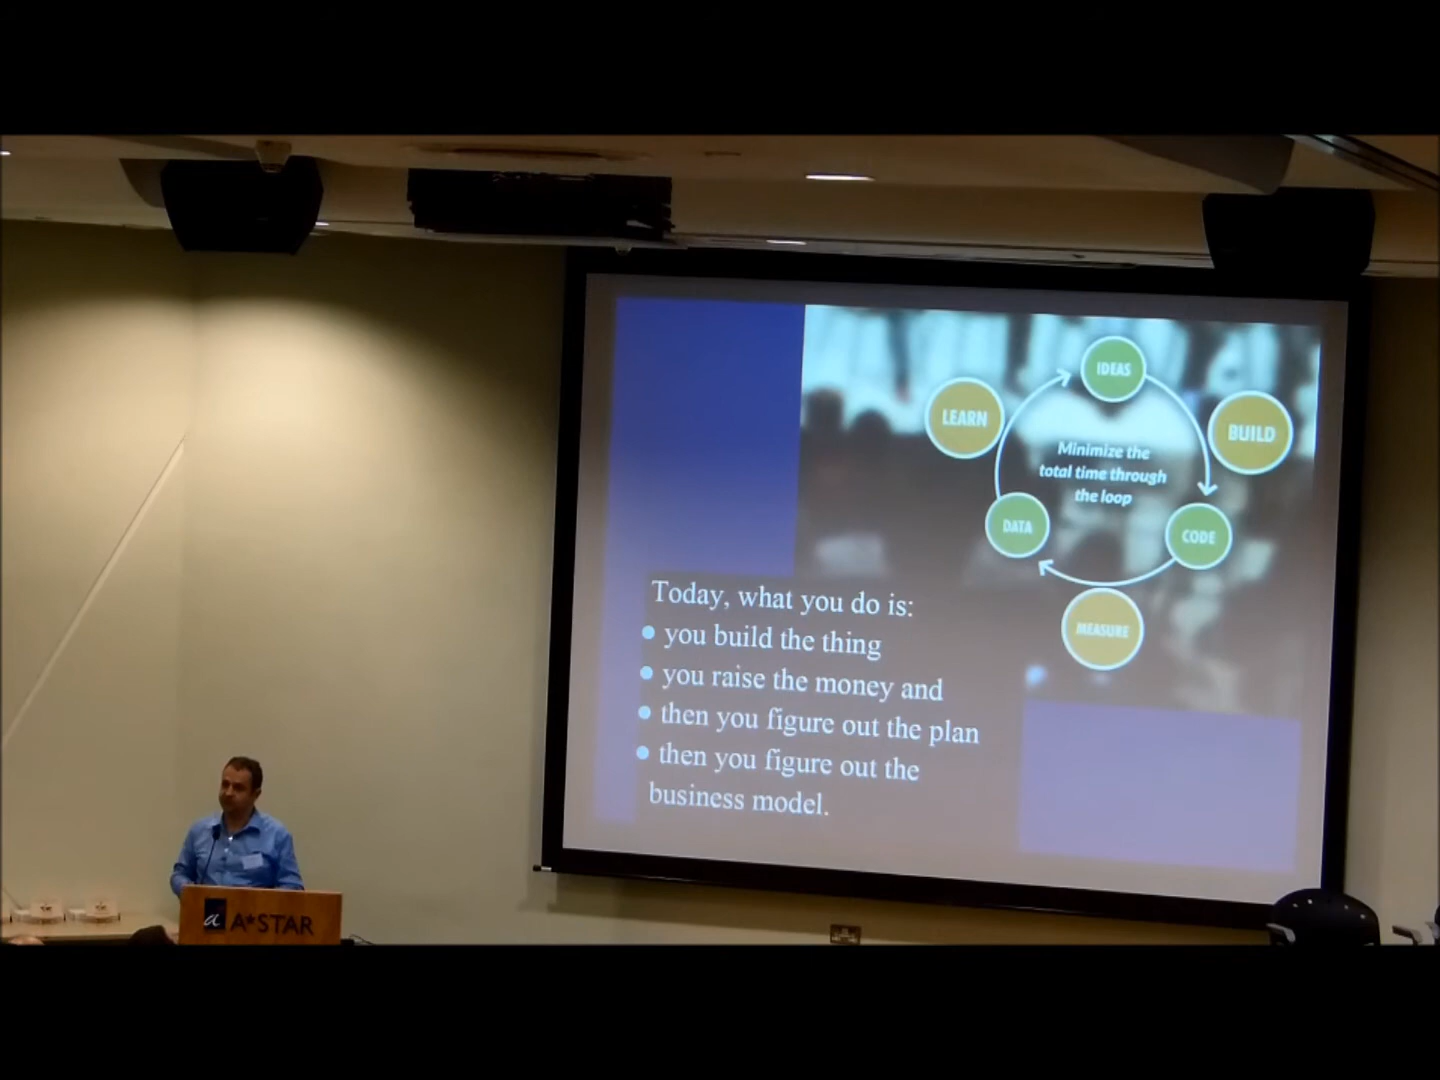 IDEAS
LEARN
BUILD
Minimize the
total time through
the loop
DATA
CODE
MEASURE
Today, what you do is:
• you build the thing
• you raise the money and
• then you figure out the plan
• then you figure out the
business model.
a A*STAR